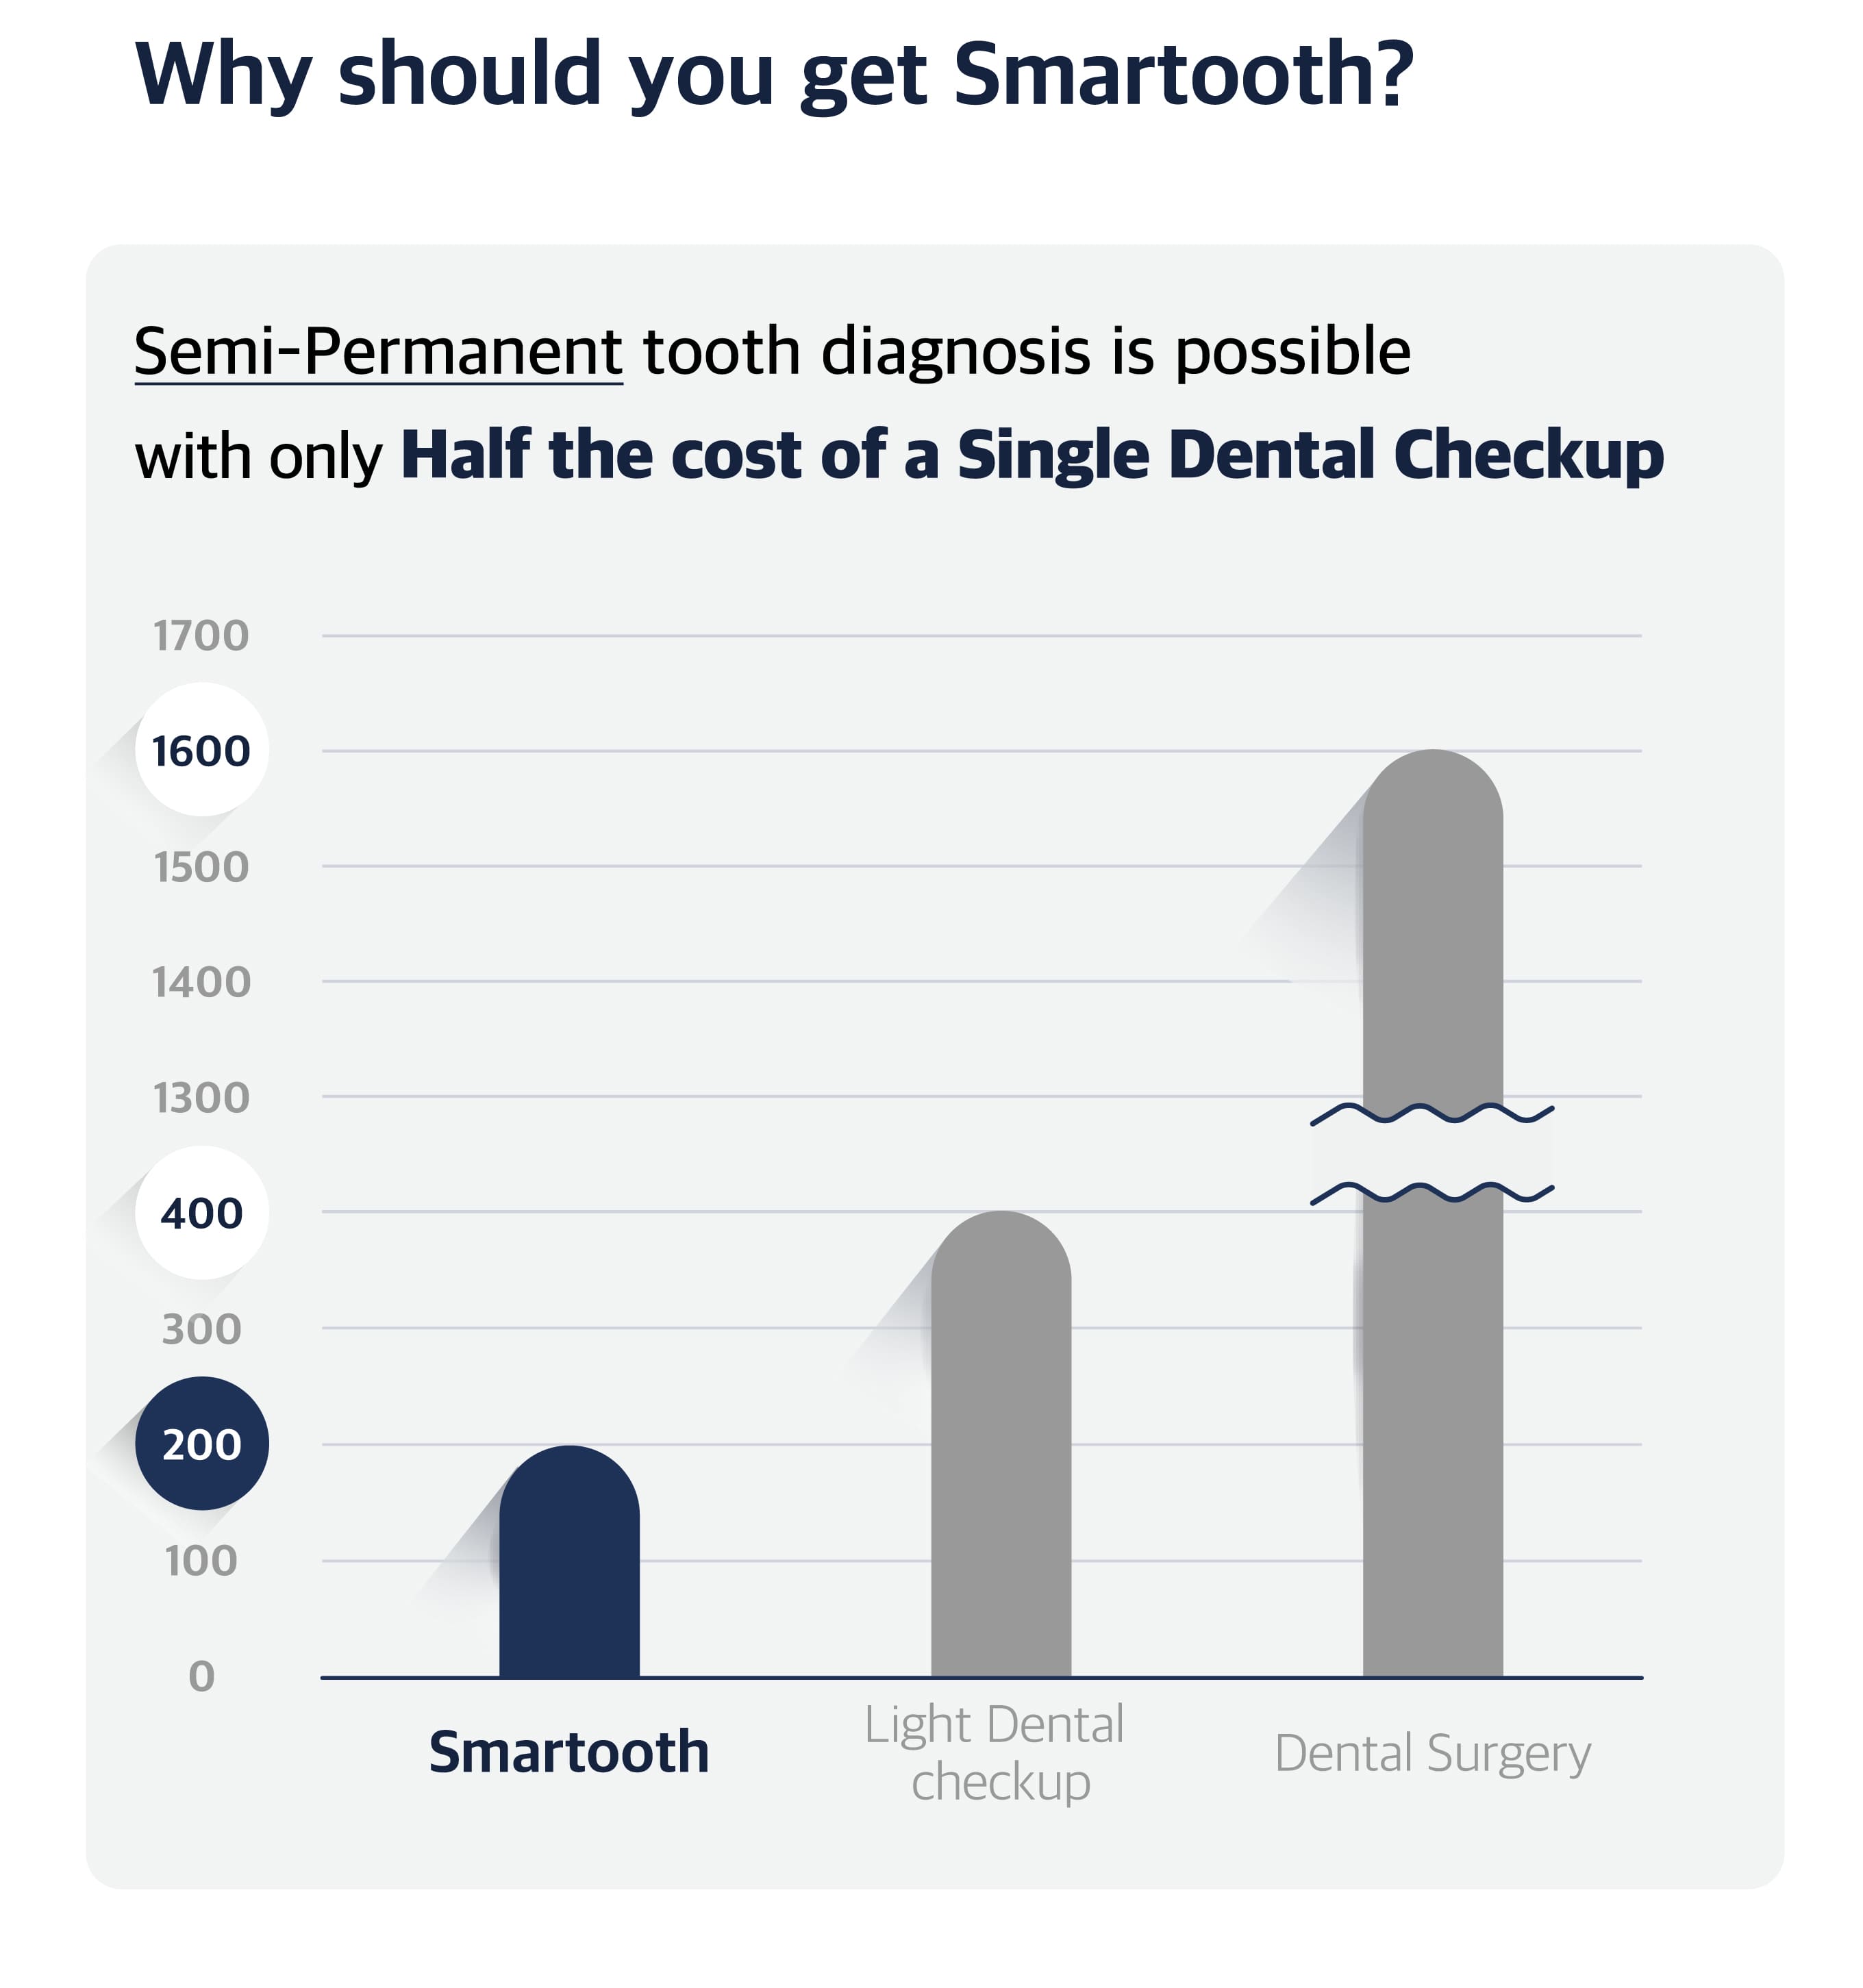 Why should you get Smartooth?
Semi-Permanent tooth diagnosis is possible
with only Half the cost of a Single Dental Checkup
1700
1600
1500
1400
1300
400
300
200
100
0
Smartooth
Light Dental
checkup
Dental Surgery